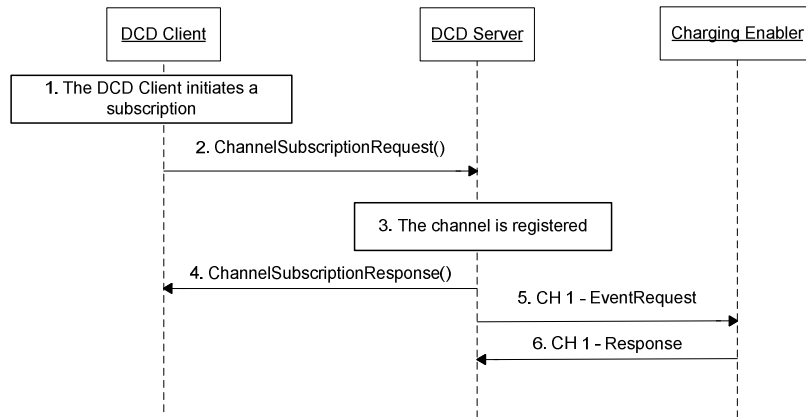 DCD Client
DCD Server
Charging Enabler
1. The DCD Client initiates a
subscription
2. ChannelSubscriptionRequest()
3. The channel is registered
4. ChannelSubscriptionResponse()
5. CH 1 - EventRequest
6. CH 1 - Response